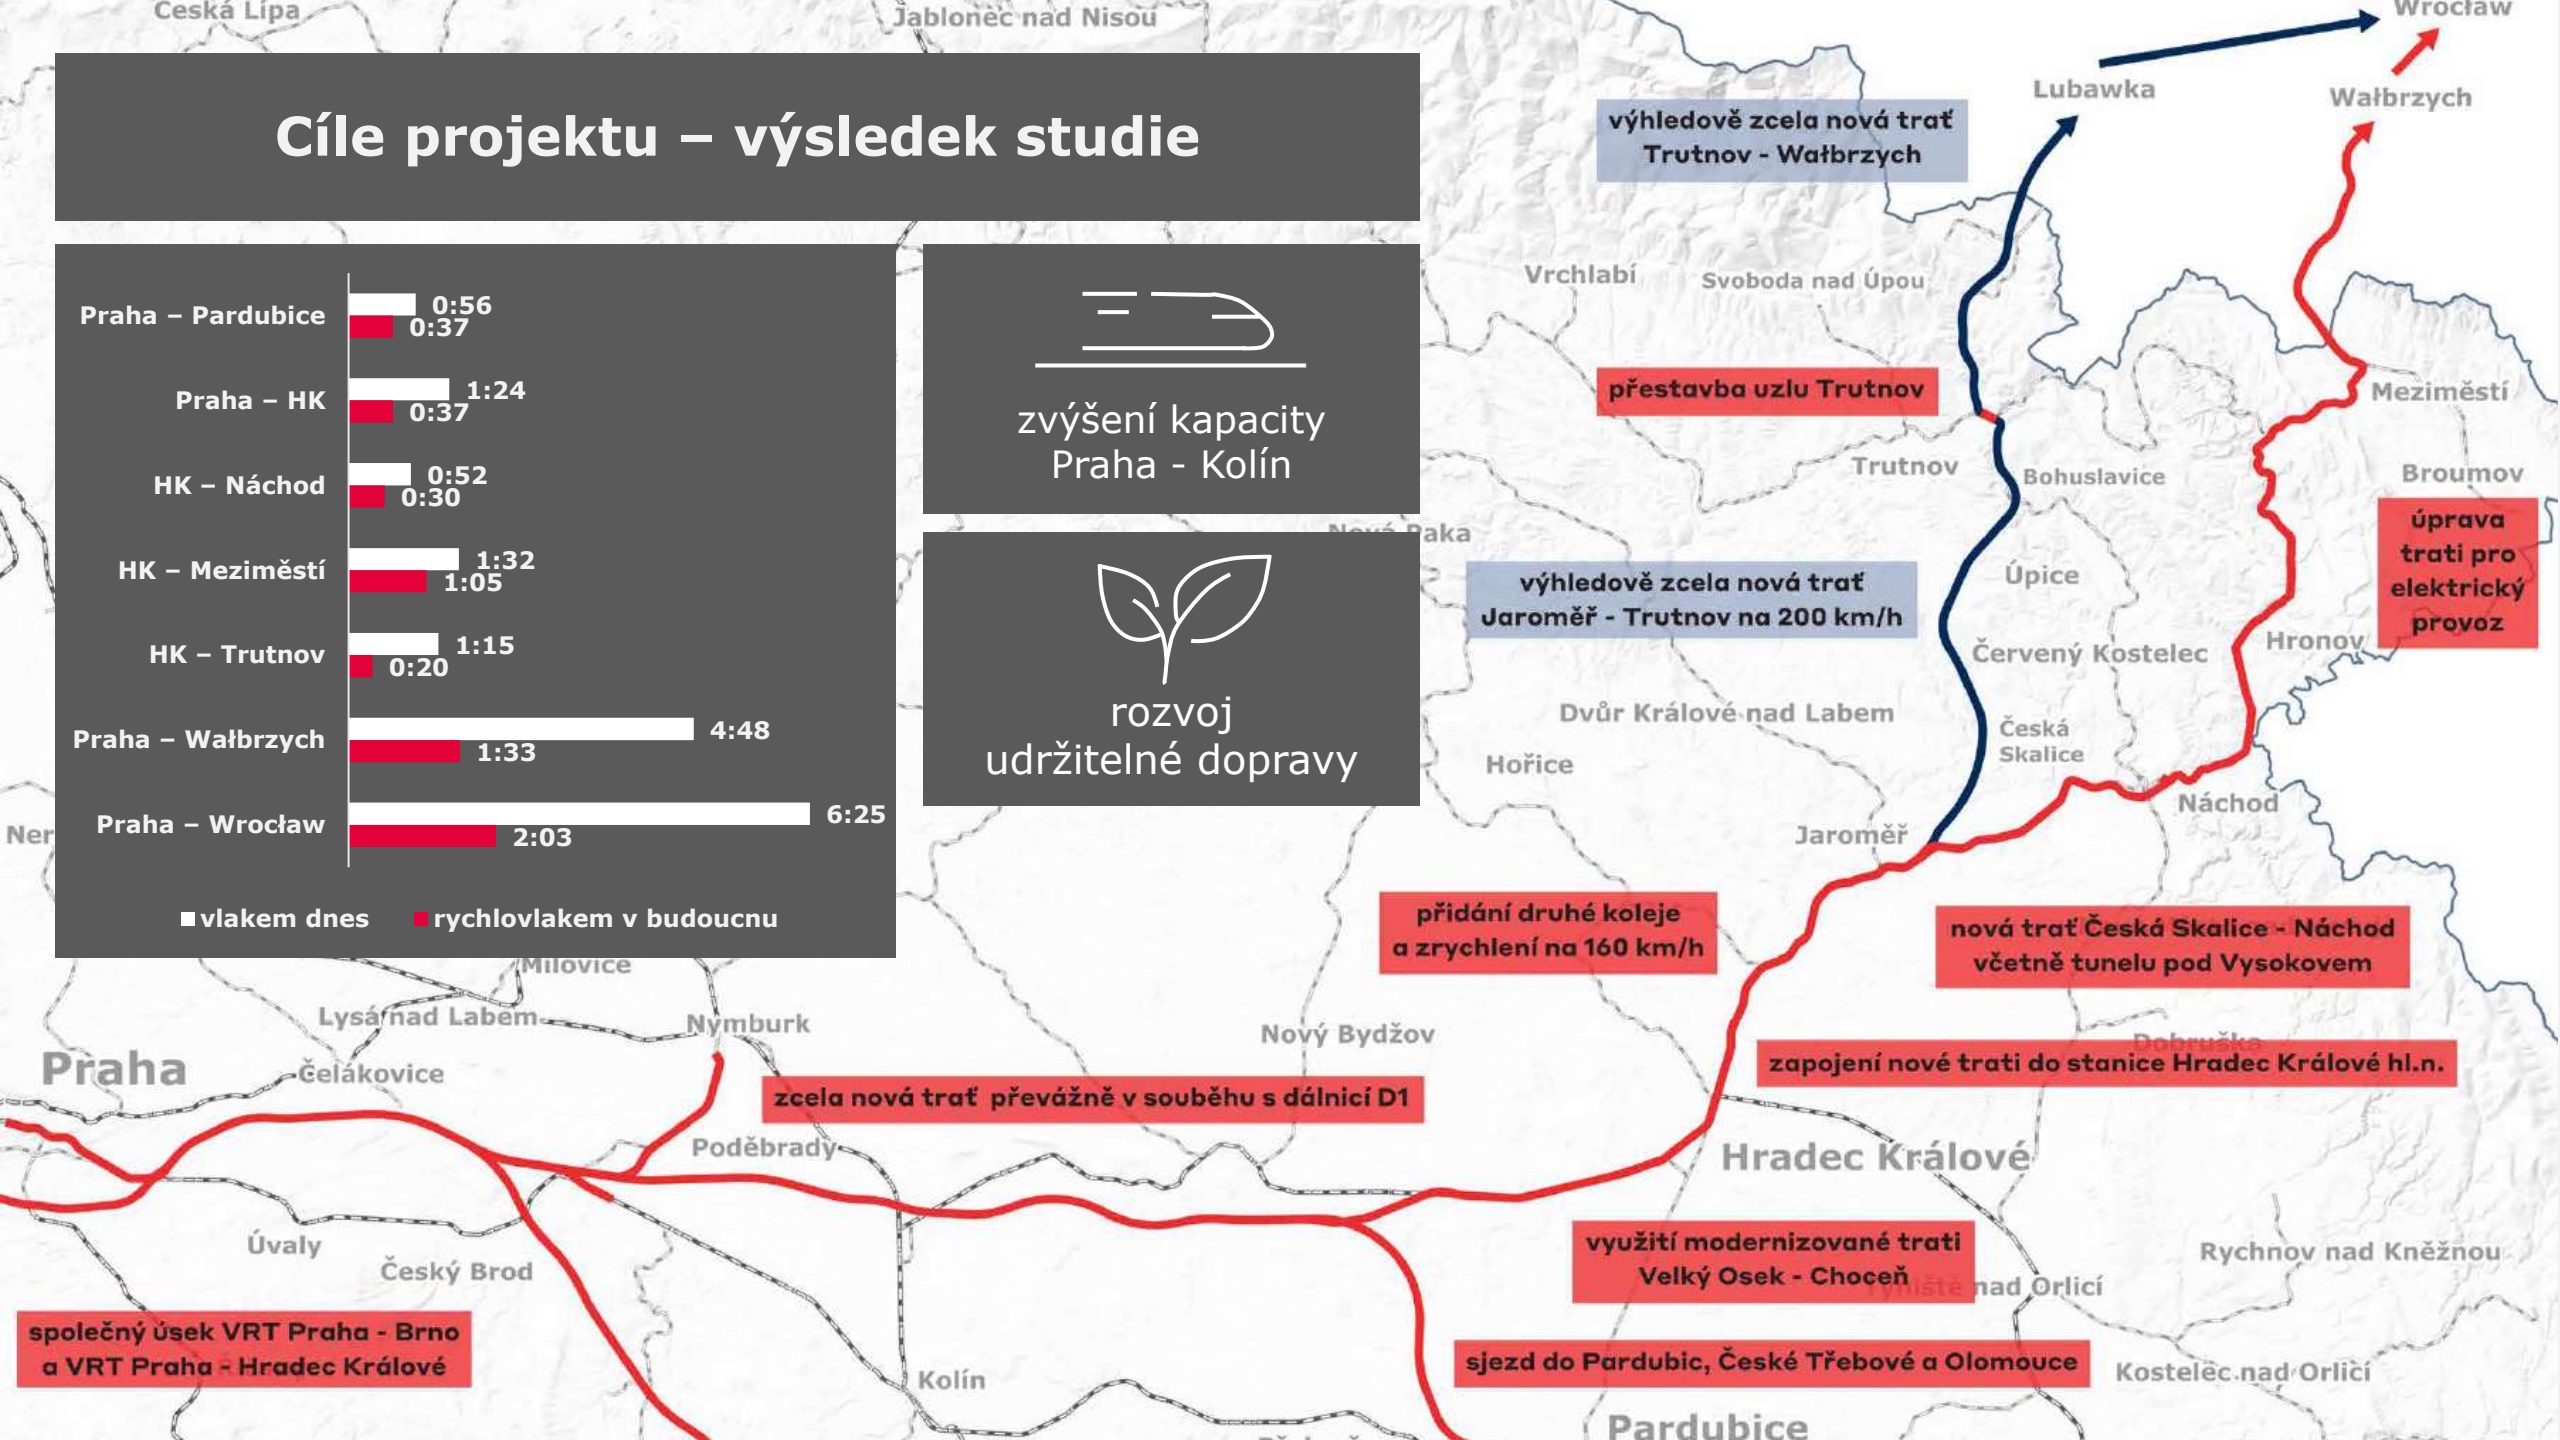 Česká Lípa
Jablonec nad Nisou
Wrocław
Cíle projektu – výsledek studie
Praha – Pardubice
0:56
0:37
Praha – HK
1:24
0:37
HK – Náchod
0:52
0:30
HK – Meziměstí
1:32
1:05
HK – Trutnov
1:15
0:20
Praha – Wałbrzych
4:48
1:33
Praha – Wrocław
6:25
2:03
vlakem dnes
rychlovlakem v budoucnu
zvýšení kapacity
Praha - Kolín
rozvoj
udržitelné dopravy
Lubawka
Wałbrzych
výhledově zcela nová trať
Trutnov - Wałbrzych
Vrchlabí
Svoboda nad Úpou
přestavba uzlu Trutnov
Meziměstí
Trutnov
Bohuslavice
Broumov
úprava
trati pro
elektrický
provoz
Nová Paka
výhledově zcela nová trať
Jaroměř - Trutnov na 200 km/h
Úpice
Červený Kostelec
Hronov
Dvůr Králové nad Labem
Česká
Skalice
Hořice
Náchod
Jaroměř
Ner
přidání druhé koleje
a zrychlení na 160 km/h
nová trať Česká Skalice - Náchod
včetně tunelu pod Vysokovem
Milovice
Lysá nad Labem
Nymburk
Nový Bydžov
Dobruška
zapojení nové trati do stanice Hradec Králové hl.n.
Praha
Čelákovice
zcela nová trať převážně v souběhu s dálnicí D1
Poděbrady
Hradec Králové
Úvaly
Český Brod
využití modernizované trati
Velký Osek - Choceň
Týniště nad Orlicí
Rychnov nad Kněžnou
společný úsek VRT Praha - Brno
a VRT Praha - Hradec Králové
sjezd do Pardubic, České Třebové a Olomouce
Kolín
Kostelec nad Orlicí
Pardubice